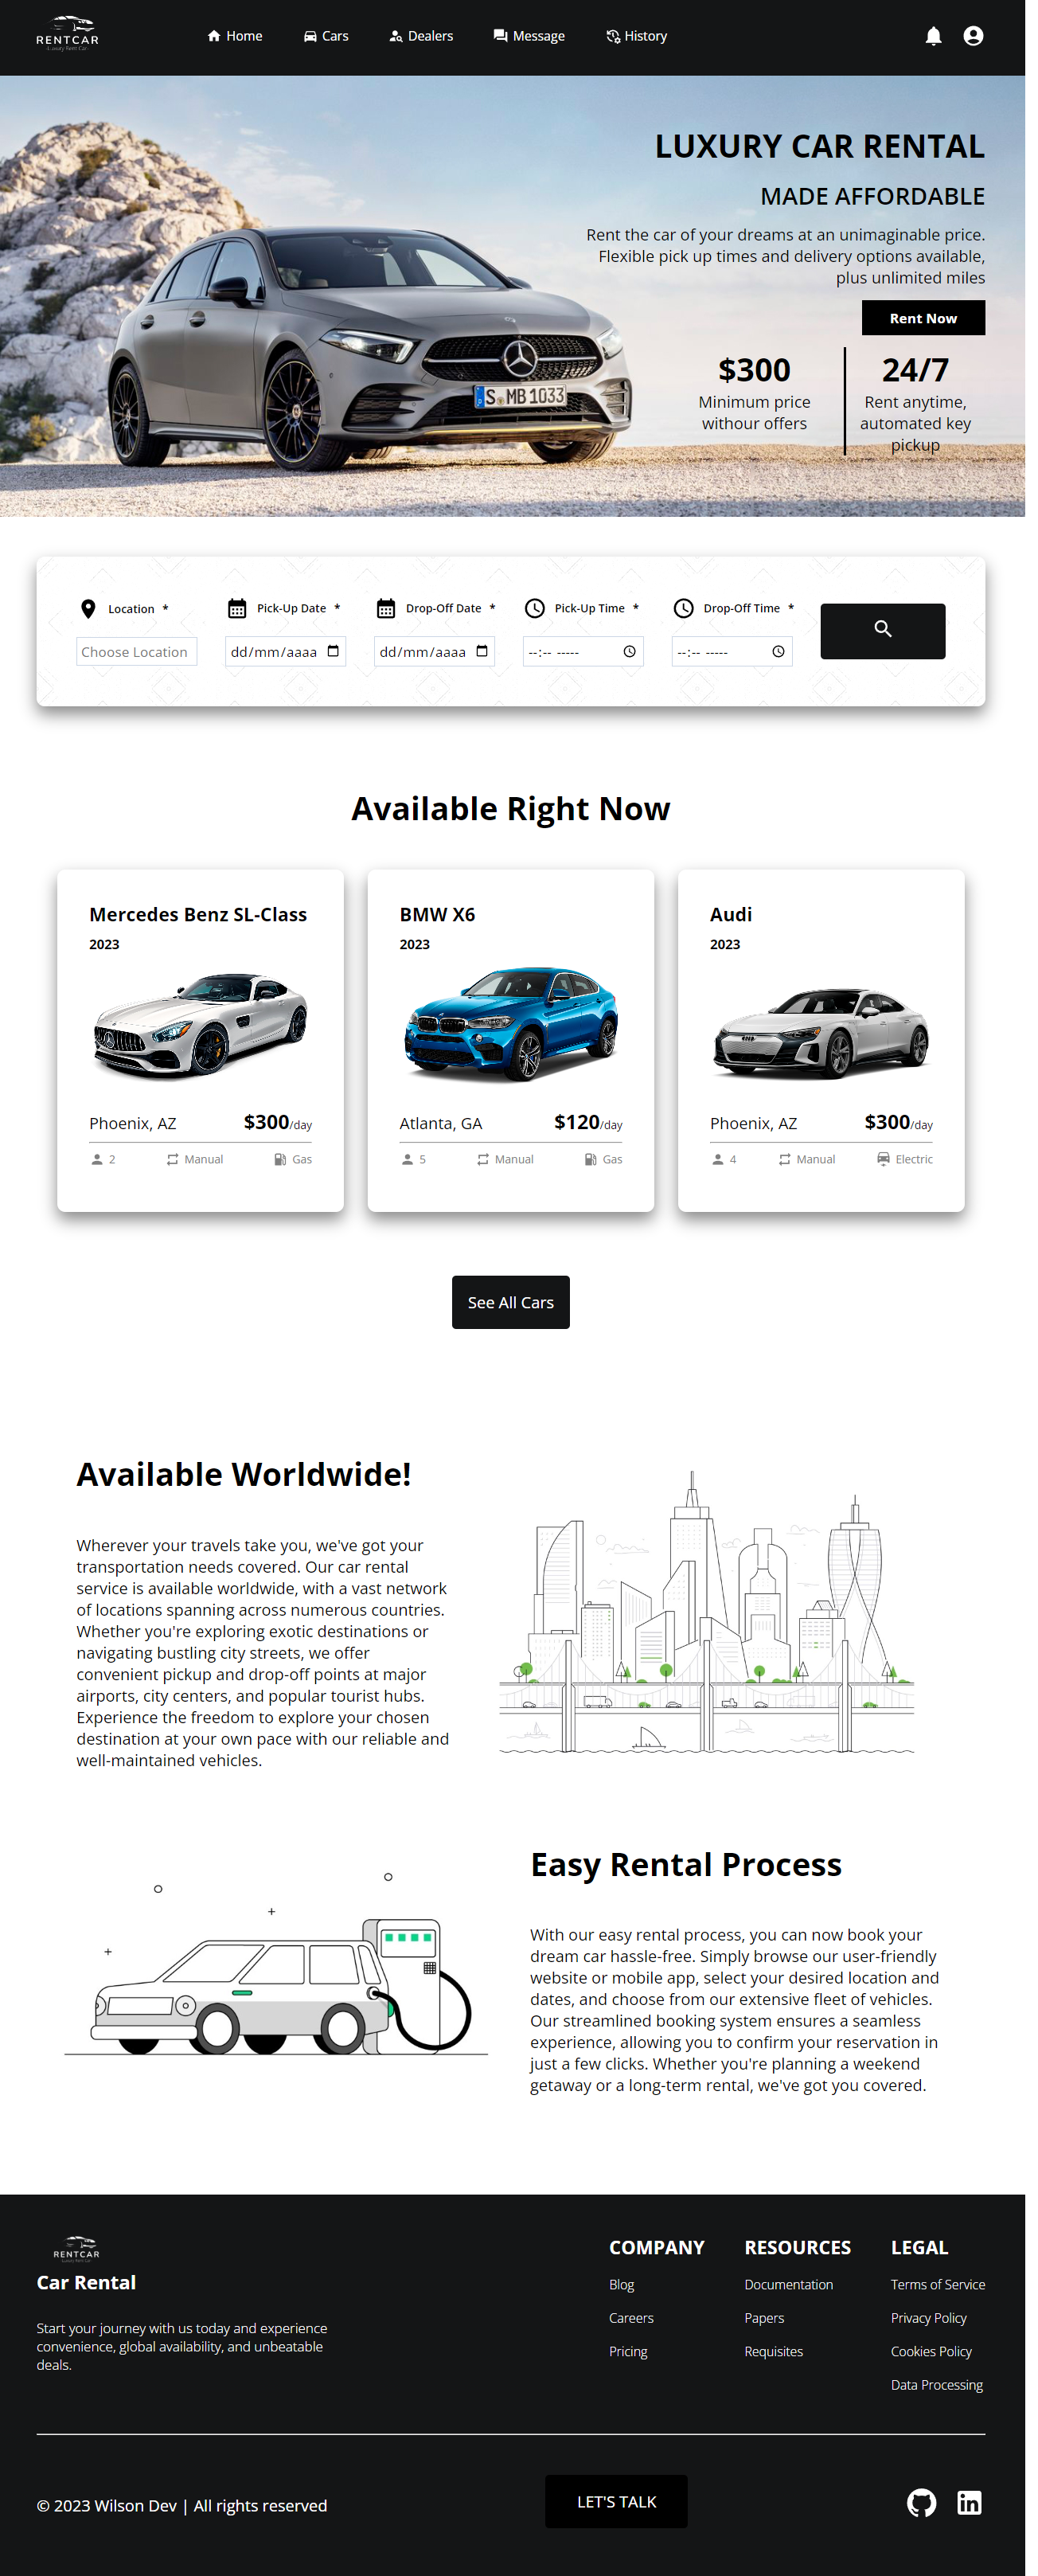 RENTCAR
Luxury Rent Car
Home
Cars
Dealers
Message
History
LUXURY CAR RENTAL
MADE AFFORDABLE
Rent the car of your dreams at an unimaginable price.
Flexible pick up times and delivery options available,
plus unlimited miles
Rent Now
S MB 1033
$300
Minimum price
withour offers
24/7
Rent anytime,
automated key
pickup
Location *
Pick-Up Date *
Drop-Off Date *
Pick-Up Time *
Drop-Off Time *
Choose Location
dd/mm/aaaa
dd/mm/aaaa
--:-- -----
--:-- -----
Available Right Now
Mercedes Benz SL-Class
2023
Phoenix, AZ
$300/day
2
Manual
Gas
BMW X6
2023
Atlanta, GA
$120/day
5
Manual
Gas
Audi
2023
Phoenix, AZ
$300/day
4
Manual
Electric
See All Cars
Available Worldwide!
Wherever your travels take you, we've got your
transportation needs covered. Our car rental
service is available worldwide, with a vast network
of locations spanning across numerous countries.
Whether you're exploring exotic destinations or
navigating bustling city streets, we offer
convenient pickup and drop-off points at major
airports, city centers, and popular tourist hubs.
Experience the freedom to explore your chosen
destination at your own pace with our reliable and
well-maintained vehicles.
Easy Rental Process
With our easy rental process, you can now book your
dream car hassle-free. Simply browse our user-friendly
website or mobile app, select your desired location and
dates, and choose from our extensive fleet of vehicles.
Our streamlined booking system ensures a seamless
experience, allowing you to confirm your reservation in
just a few clicks. Whether you're planning a weekend
getaway or a long-term rental, we've got you covered.
RENTCAR
Luxury Rent Car
Car Rental
Start your journey with us today and experience
convenience, global availability, and unbeatable
deals.
COMPANY
Blog
Careers
Pricing
RESOURCES
Documentation
Papers
Requisites
LEGAL
Terms of Service
Privacy Policy
Cookies Policy
Data Processing
© 2023 Wilson Dev | All rights reserved
LET'S TALK
in